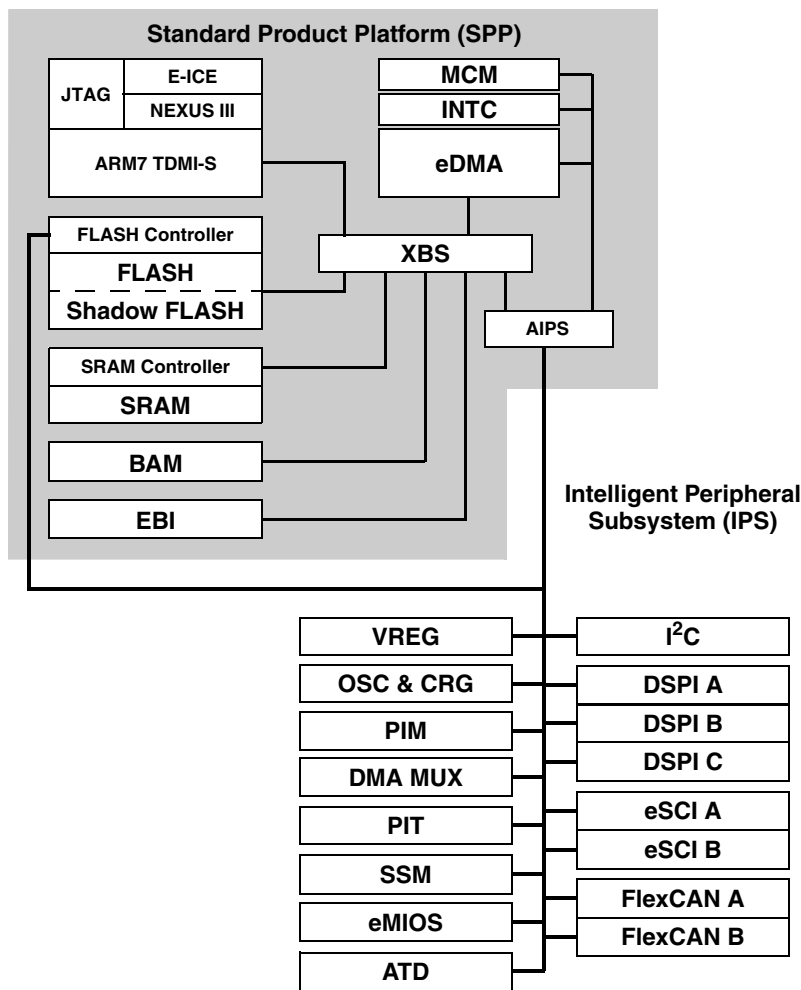 Standard Product Platform (SPP)
JTAG
E-ICE
NEXUS III
ARM7 TDMI-S
MCM
INTC
eDMA
FLASH Controller
FLASH
Shadow FLASH
XBS
AIPS
SRAM Controller
SRAM
BAM
EBI
Intelligent Peripheral
Subsystem (IPS)
VREG
OSC & CRG
PIM
DMA MUX
PIT
SSM
eMIOS
ATD
I²C
DSPI A
DSPI B
DSPI C
eSCI A
eSCI B
FlexCAN A
FlexCAN B